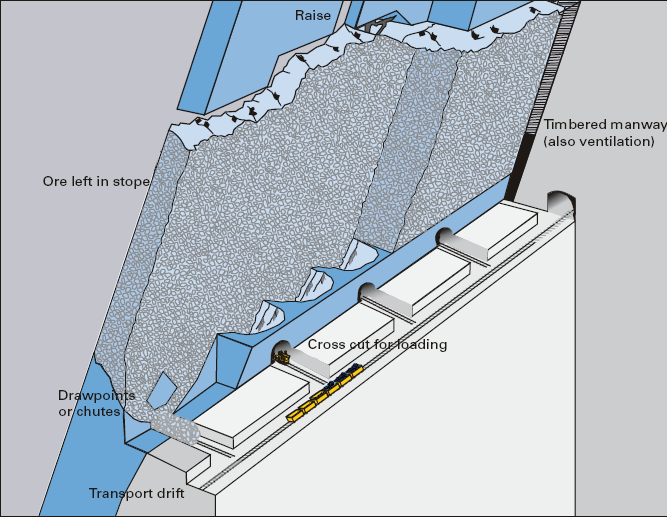 Raise
Timbered manway
(also ventilation)
Ore left in stope
Cross cut for loading
Drawpoints
or chutes
Transport drift